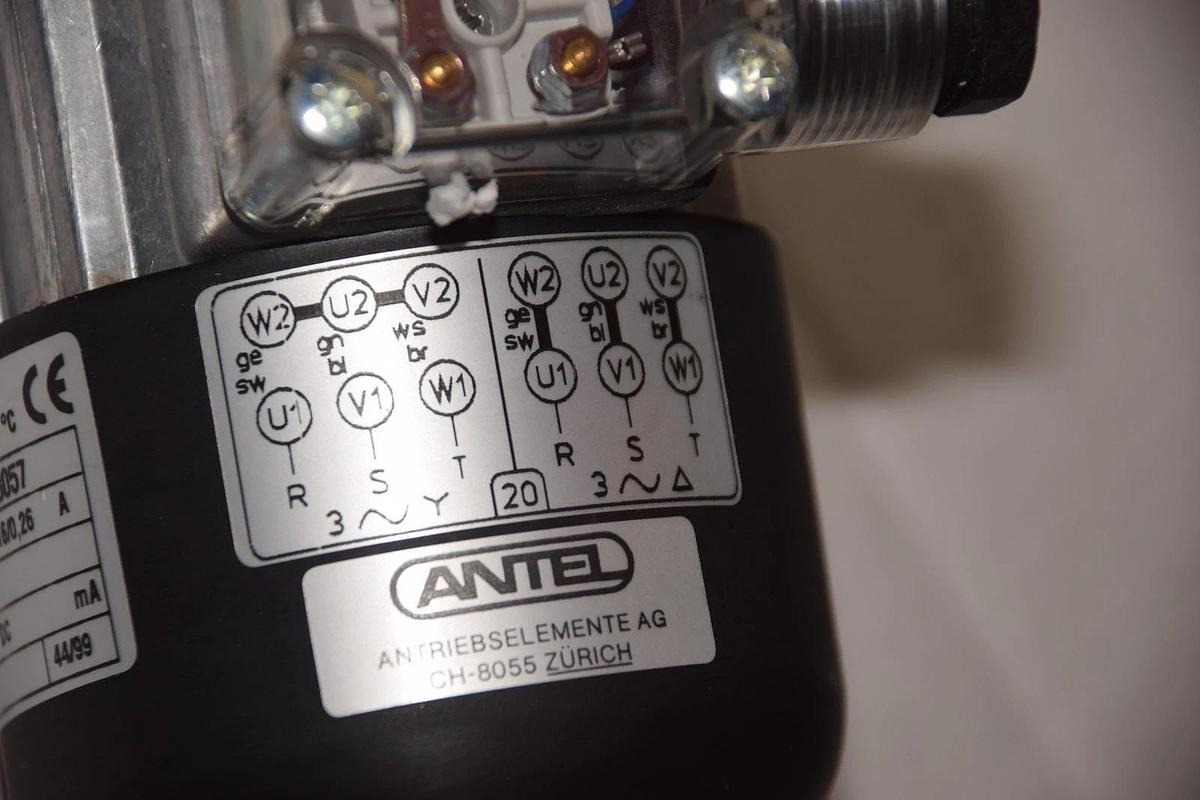 °C CE
8057
6/0,26 A
mA
DC
44/99
W2 U2 V2
ge gn ws
sw bl br
U1 V1 W1
R S T
3 ~ Y
W2 U2 V2
ge gn ws
sw bl br
U1 V1 W1
R S T
3 ~ Δ
20
ANTEL
ANTRIEBSELEMENTE AG
CH-8055 ZÜRICH